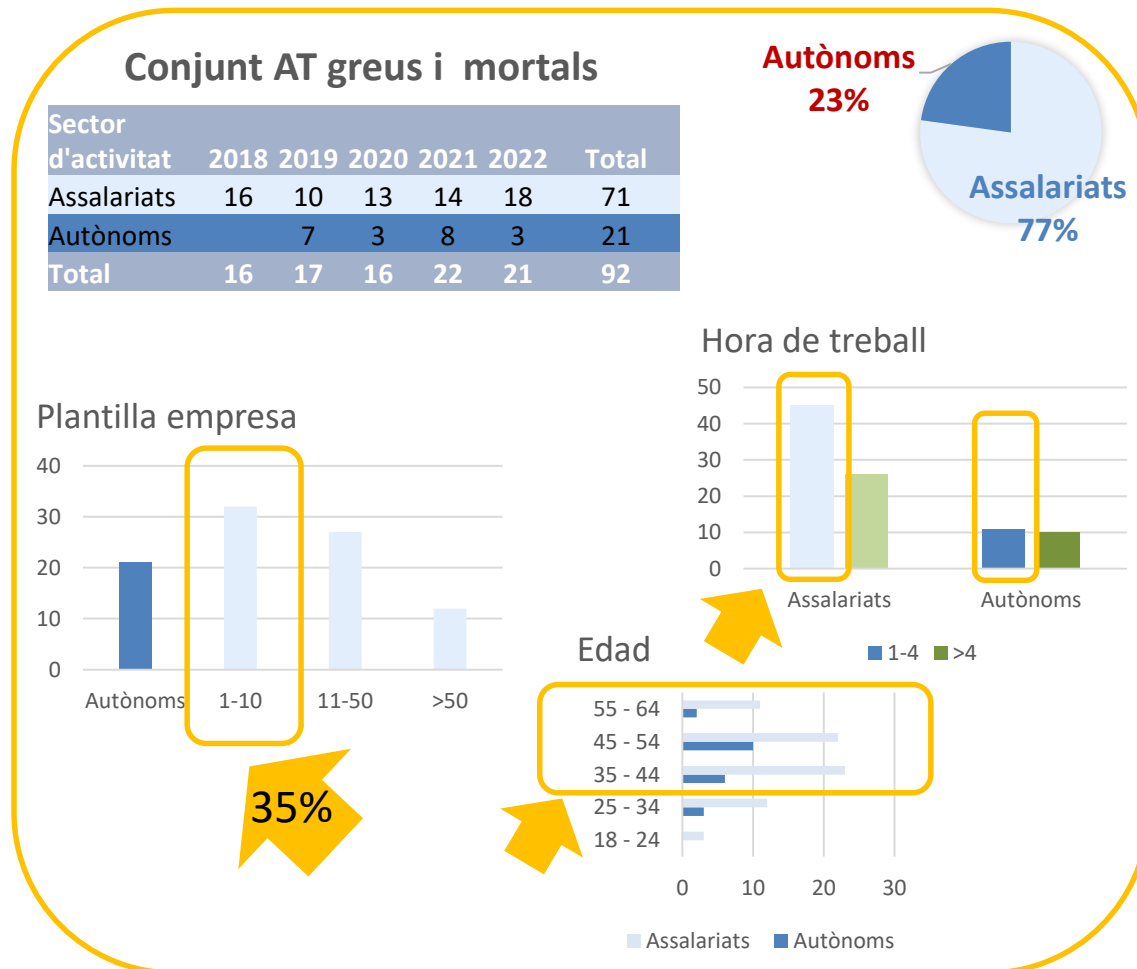 Conjunt AT greus i mortals
Sector
d'activitat 2018 2019 2020 2021 2022 Total
Assalariats 16 10 13 14 18 71
Autònoms 7 3 8 3 21
Total 16 17 16 22 21 92
Autònoms
23%
Assalariats
77%
Plantilla empresa
40
30
20
10
0
Autònoms 1-10 11-50 >50
35%
Hora de treball
50
40
30
20
10
0
Assalariats Autònoms
1-4 >4
Edad
55 - 64
45 - 54
35 - 44
25 - 34
18 - 24
0 10 20 30
Assalariats Autònoms